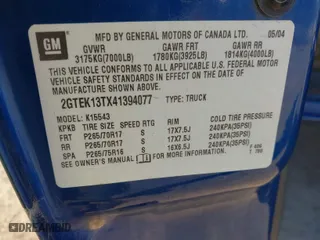 GM
MFD BY GENERAL MOTORS OF CANADA LTD. 05/04
GVWR GAWR FRT GAWR RR
3175KG(7000LB) 1780KG(3925LB) 1814KG(4000LB)
THIS VEHICLE CONFORMS TO ALL APPLICABLE U.S. FEDERAL MOTOR
VEHICLE SAFETY STANDARDS IN EFFECT ON THE DATE OF
MANUFACTURE SHOWN ABOVE.
2GTEK13TX41394077 TYPE: TRUCK
MODEL: K15543
KPKB TIRE SIZE SPEED RTG RIM COLD TIRE PRESSURE
FRT P265/70R17 S 17X7.5J 240KPA(35PSI)
RR P265/70R17 S 17X7.5J 240KPA(35PSI)
SPA P265/75R16 S 16X6.5J 240KPA(35PSI)
SEE OWNER'S MANUAL FOR MORE INFORMATION.